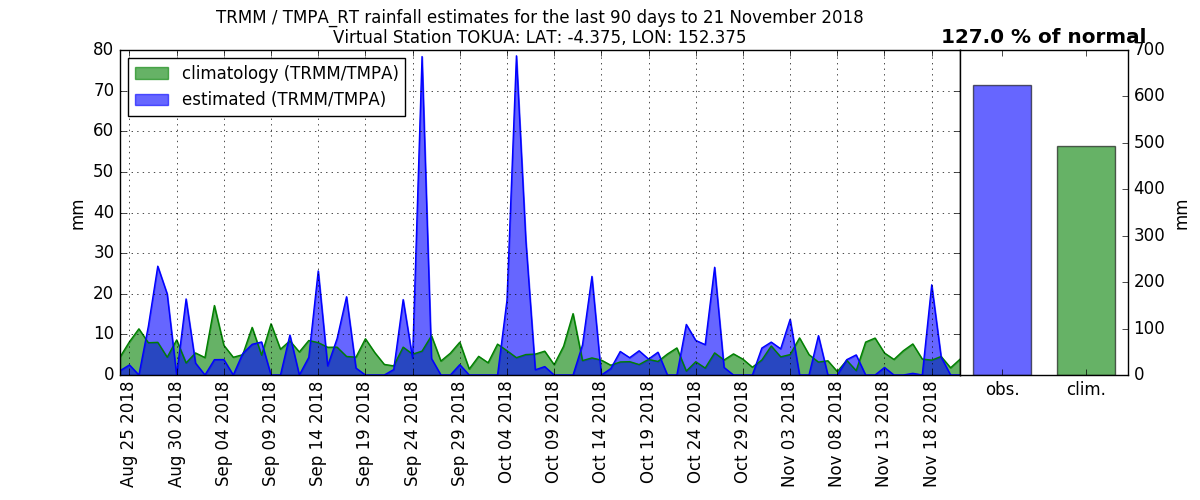 TRMM / TMPA_RT rainfall estimates for the last 90 days to 21 November 2018
Virtual Station TOKUA: LAT: -4.375, LON: 152.375
127.0 % of normal
climatology (TRMM/TMPA)
estimated (TRMM/TMPA)
80
70
60
50
40
30
20
10
0
mm
Aug 25 2018
Aug 30 2018
Sep 04 2018
Sep 09 2018
Sep 14 2018
Sep 19 2018
Sep 24 2018
Sep 29 2018
Oct 04 2018
Oct 09 2018
Oct 14 2018
Oct 19 2018
Oct 24 2018
Oct 29 2018
Nov 03 2018
Nov 08 2018
Nov 13 2018
Nov 18 2018
obs.
clim.
700
600
500
400
300
200
100
0
mm